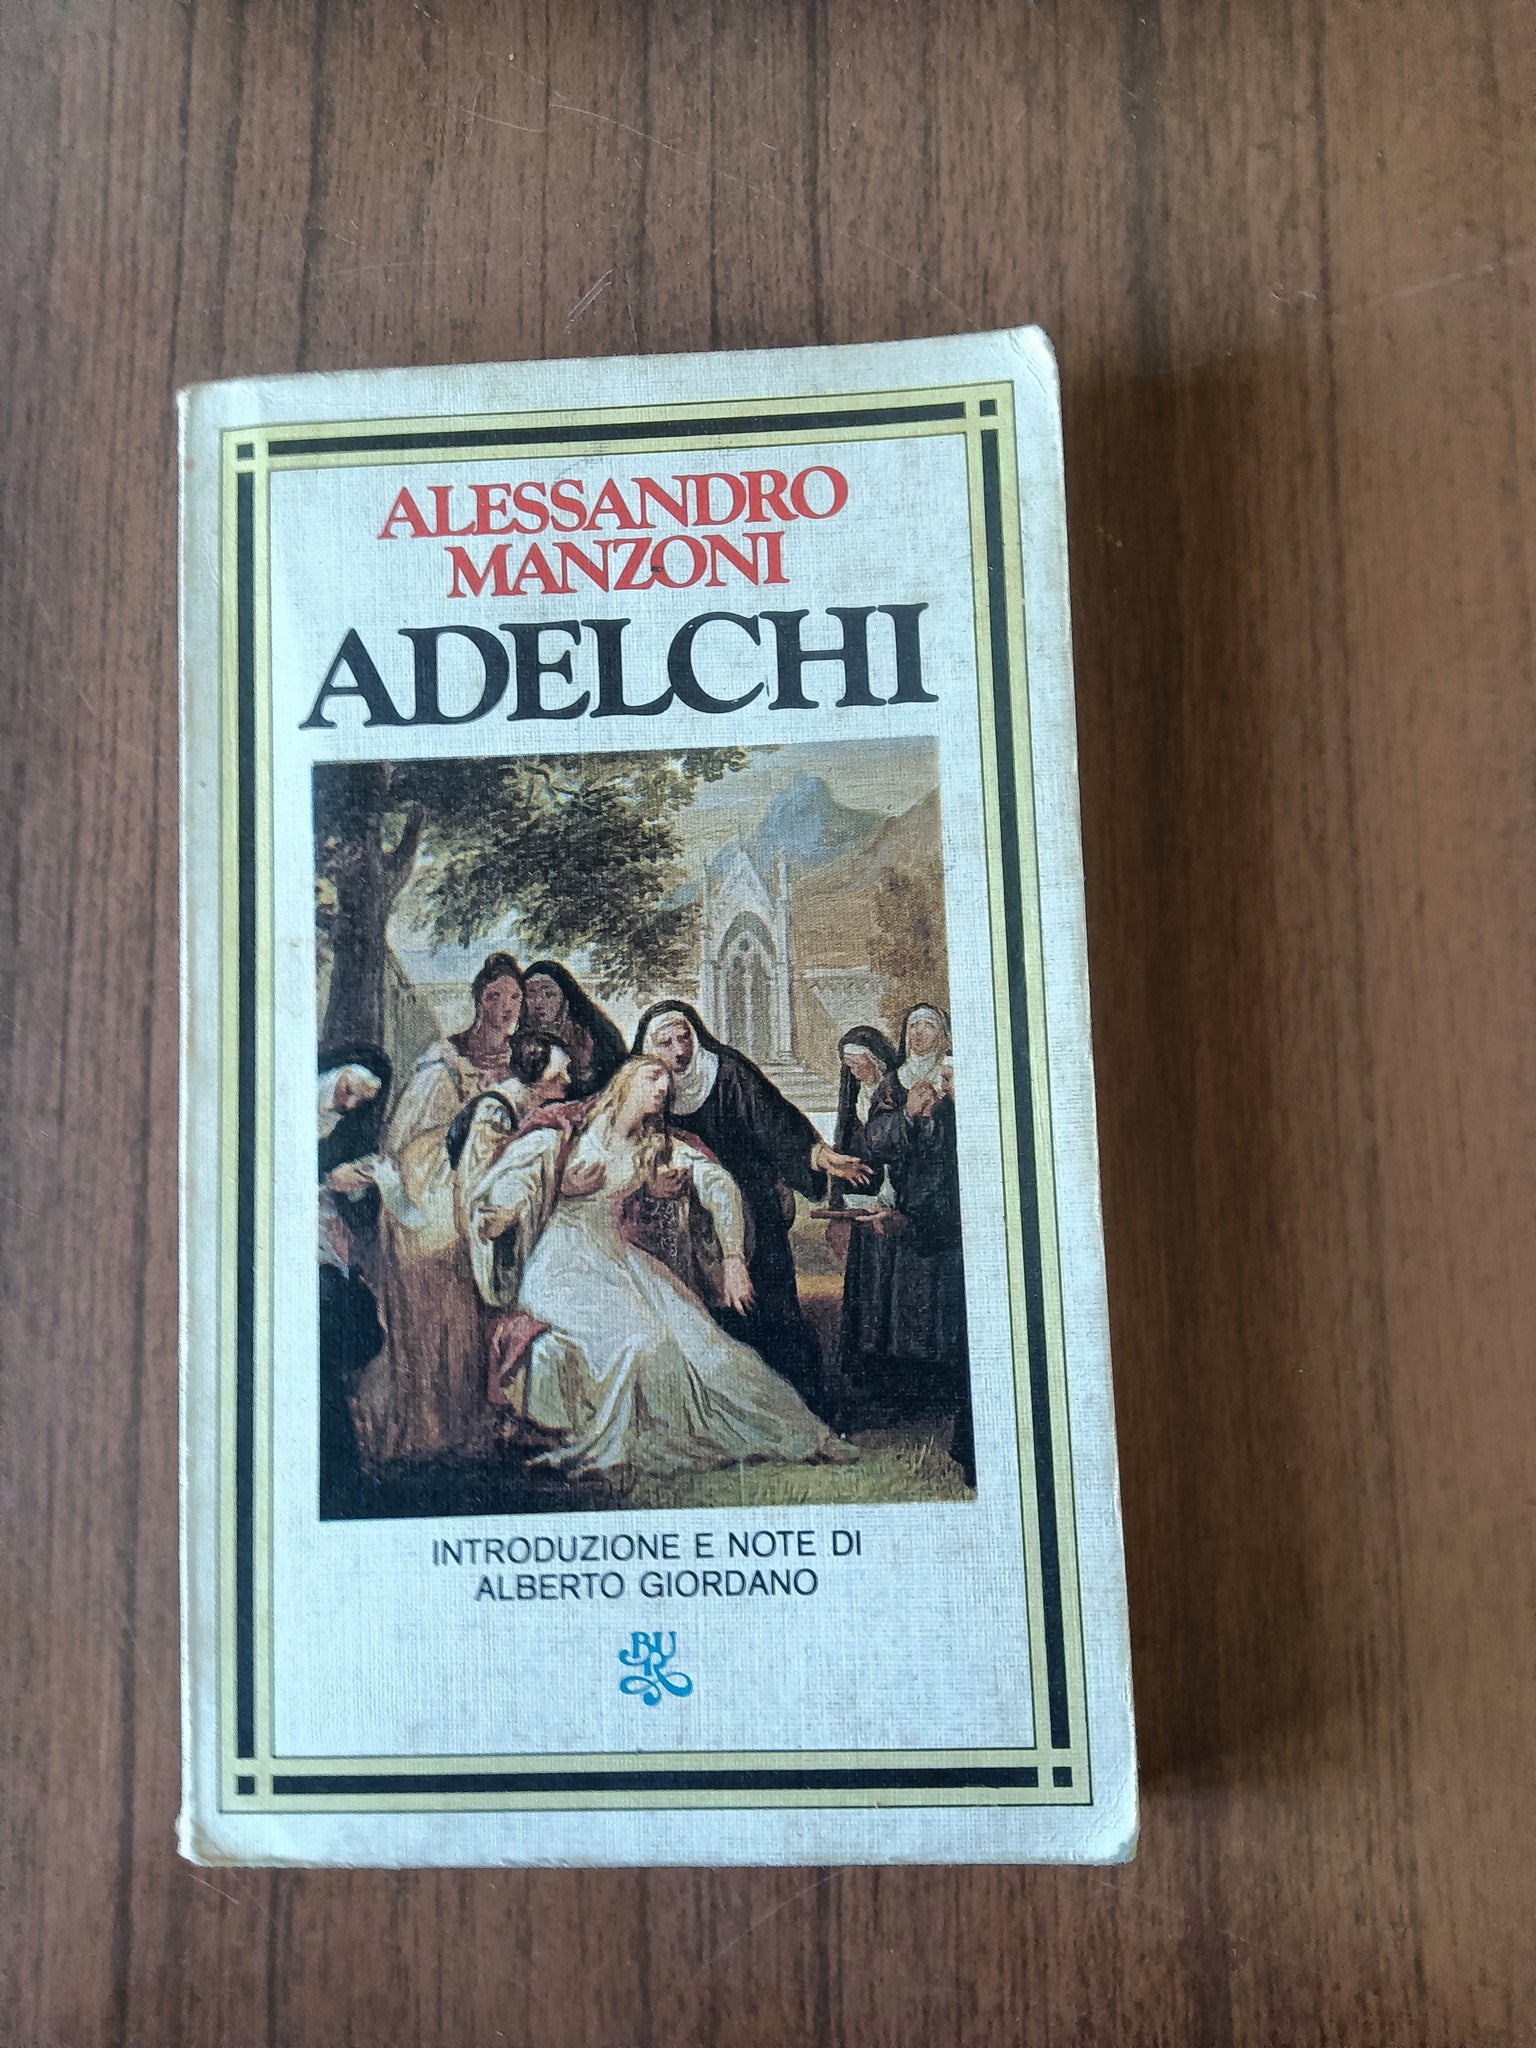 ALESSANDRO
MANZONI
ADELCHI
INTRODUZIONE E NOTE DI
ALBERTO GIORDANO
BUR